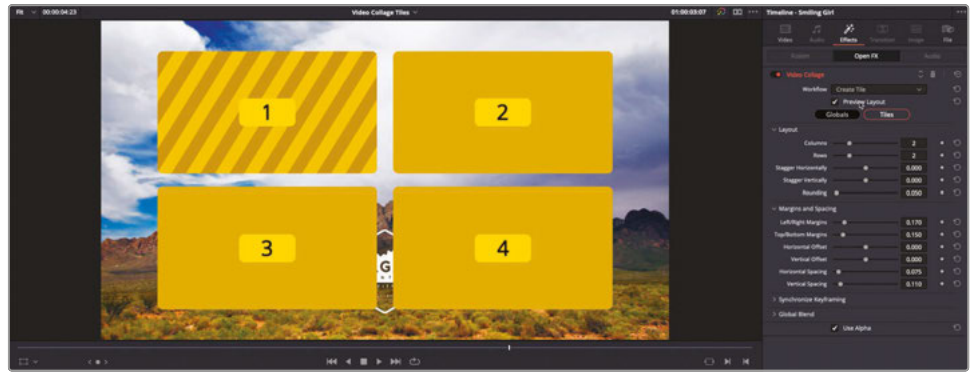 Fit 00:00:04:23 Video Collage Tiles 01:00:03:07 Timeline - Smiling Girl
Video Audio Effects Transition Image File
Fusion Open FX Audio
Video Collage
Workflow Create Tile
Preview Layout
Globals Tiles
Layout
Columns 2
Rows 2
Stagger Horizontally 0.000
Stagger Vertically 0.000
Rounding 0.050
Margins and Spacing
Left/Right Margins 0.170
Top/Bottom Margins 0.150
Horizontal Offset 0.000
Vertical Offset 0.000
Horizontal Spacing 0.075
Vertical Spacing 0.110
Synchronize Keyframing
Global Blend
Use Alpha
1 2
3 4
G